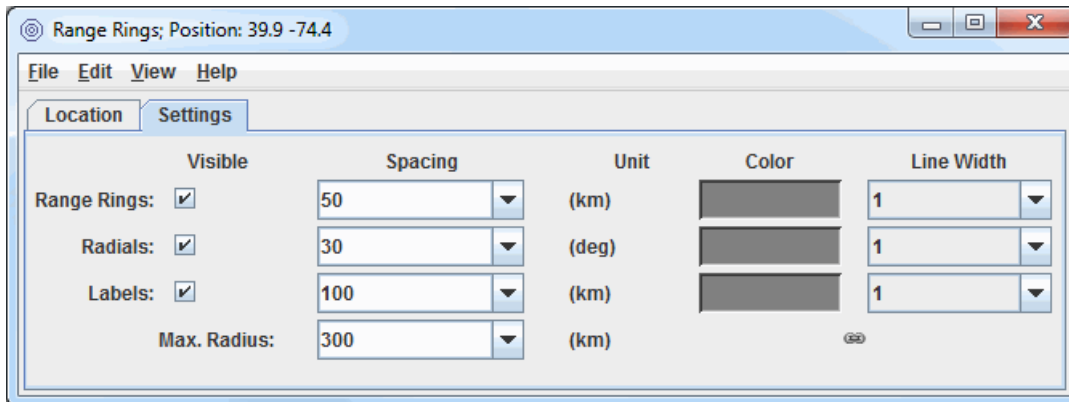 Range Rings; Position: 39.9 -74.4
File Edit View Help
Location Settings
Visible Spacing Unit Color Line Width
Range Rings: 50 (km) 1
Radials: 30 (deg) 1
Labels: 100 (km) 1
Max. Radius: 300 (km)